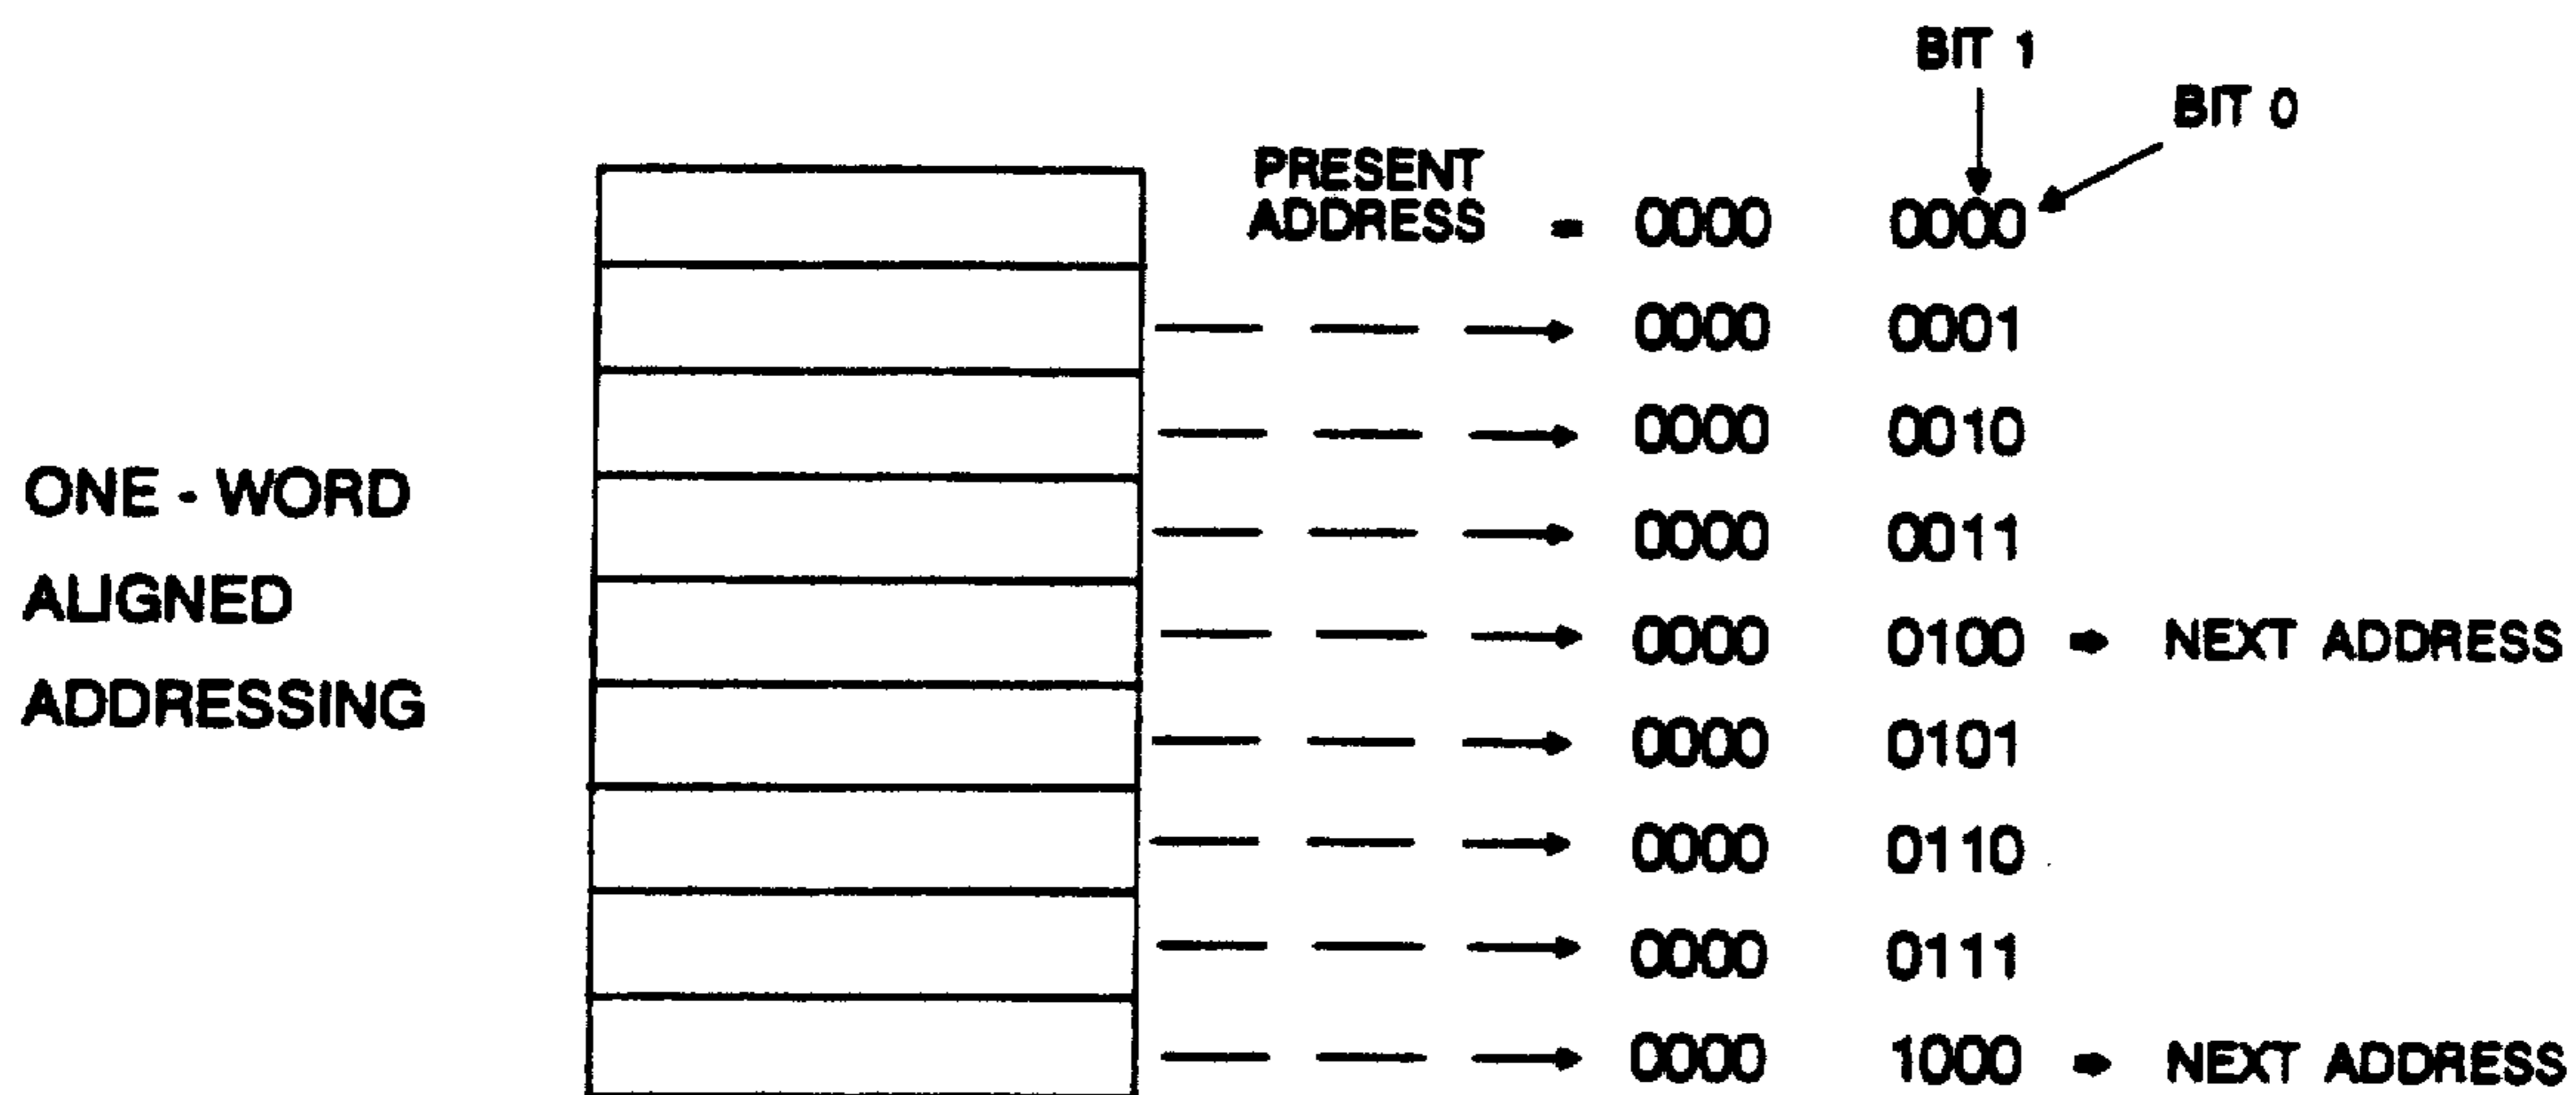 BIT 1
BIT 0
PRESENT
ADDRESS = 0000 0000
0000 0001
0000 0010
0000 0011
0000 0100 ➡ NEXT ADDRESS
0000 0101
0000 0110
0000 0111
0000 1000 ➡ NEXT ADDRESS
ONE - WORD
ALIGNED
ADDRESSING